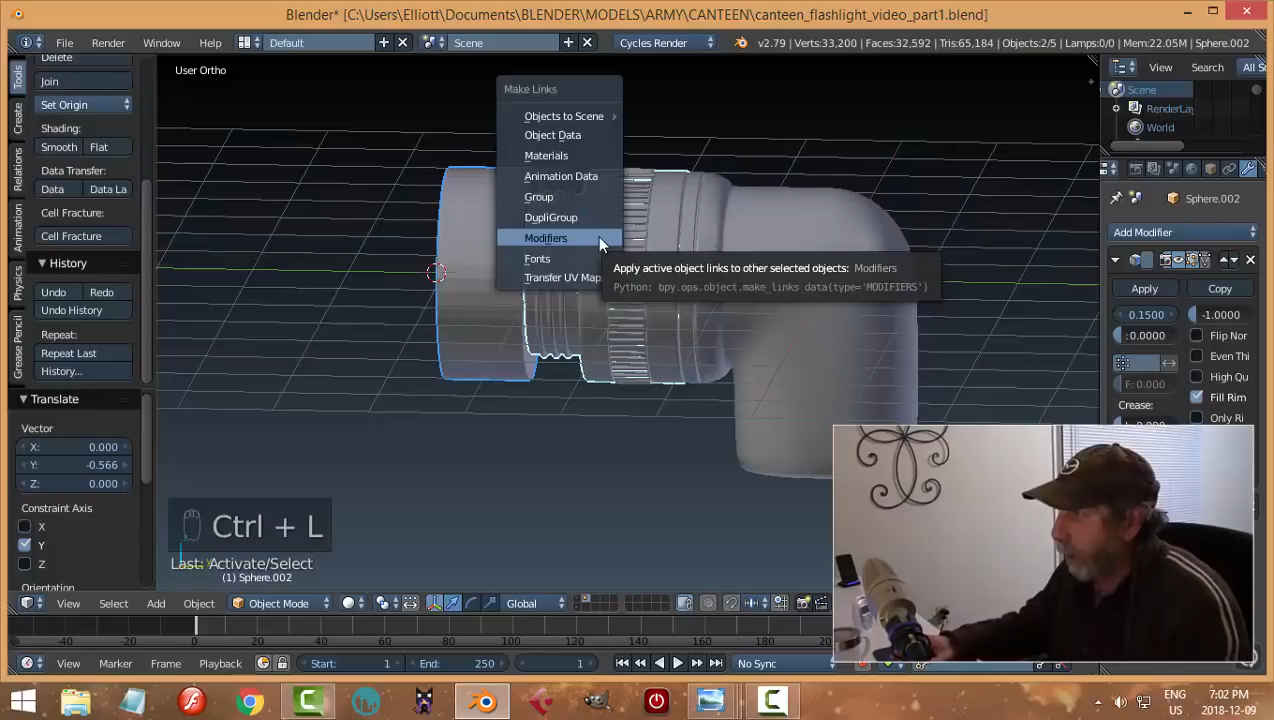 Blender* [C:\Users\Elliott\Documents\BLENDER\MODELS\ARMY\CANTEEN\canteen_flashlight_video_part1.blend]
File Render Window Help Default Scene Cycles Render v2.79 | Verts:33,200 | Faces:32,592 | Tris:65,184 | Objects:2/5 | Lamps:0/0 | Mem:22.05M | Sphere.002
Tools
Create
Relations
Animation
Physics
Grease Pencil
Delete
Join
Set Origin
Shading:
Smooth Flat
Data Transfer:
Data Data La
Cell Fracture:
Cell Fracture
History
Undo Redo
Undo History
Repeat:
Repeat Last
History...
Translate
Vector
X: 0.000
Y: -0.566
Z: 0.000
Constraint Axis
X
Y
Z
Orientation
User Ortho
Make Links
Objects to Scene
Object Data
Materials
Animation Data
Group
DupliGroup
Modifiers
Fonts
Transfer UV Map
Apply active object links to other selected objects: Modifiers
Python: bpy.ops.object.make_links_data(type='MODIFIERS')
Ctrl + L
Last: Activate/Select
(1) Sphere.002
View Search All S
Scene
RenderLay
World
Sphere.002
Add Modifier
Apply Copy
0.1500 -1.0000
:0.0000 Flip Nor
Even Thi
High Qu
F: 0.000 Fill Rim
Crease: Only Ri
View Select Add Object Object Mode Global
-40 -20 0 20 40 60 80 100 120 140 160 180 200
View Marker Frame Playback Start: 1 End: 250 1 No Sync
ENG 7:02 PM
US 2018-12-09